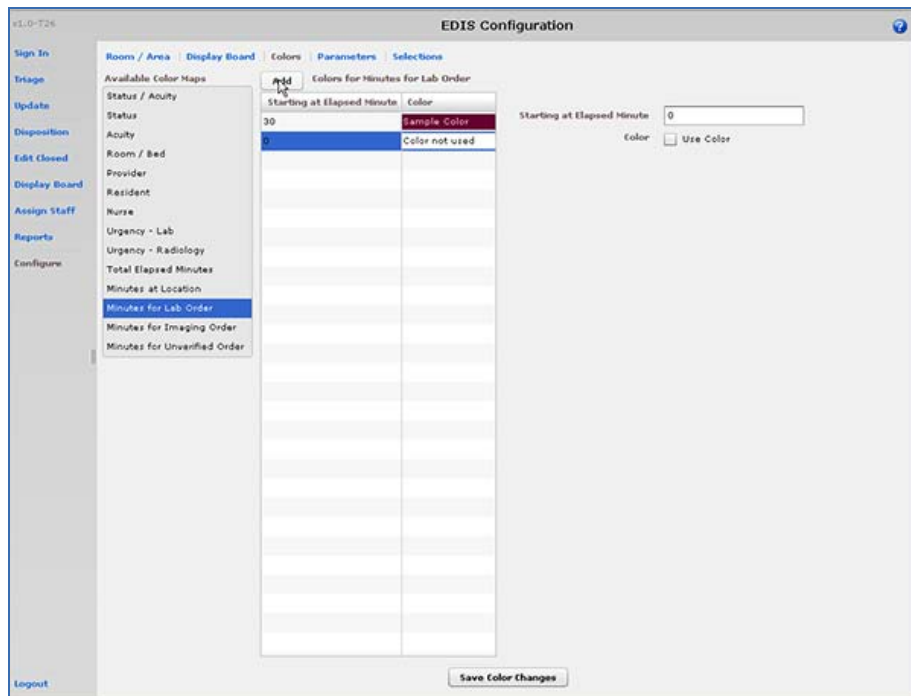 v1.0-T26
EDIS Configuration
Sign In
Triage
Update
Disposition
Edit Closed
Display Board
Assign Staff
Reports
Configure
Logout
Room / Area Display Board Colors Parameters Selections
Available Color Maps
Status / Acuity
Status
Acuity
Room / Bed
Provider
Resident
Nurse
Urgency - Lab
Urgency - Radiology
Total Elapsed Minutes
Minutes at Location
Minutes for Lab Order
Minutes for Imaging Order
Minutes for Unverified Order
Add Colors for Minutes for Lab Order
Starting at Elapsed Minute Color
30 Sample Color
0 Color not used
Starting at Elapsed Minute 0
Color Use Color
Save Color Changes